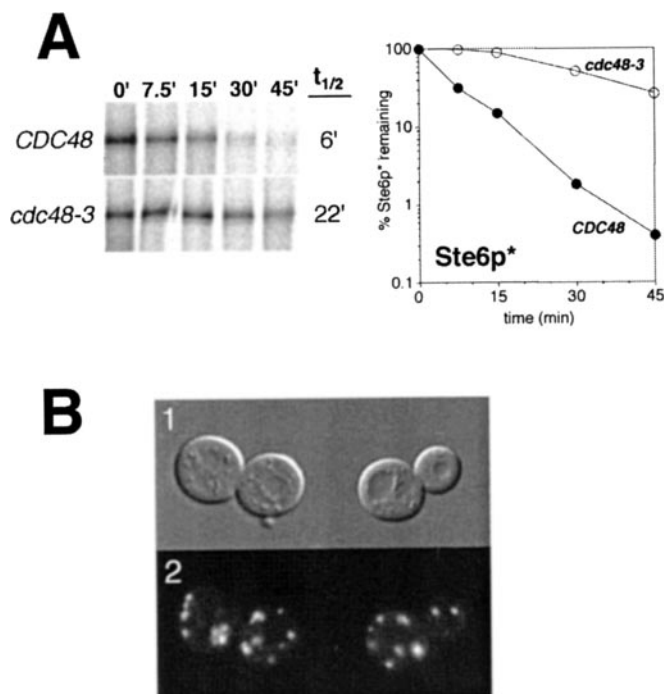 A
0' 7.5' 15' 30' 45' t1/2
CDC48 6'
cdc48-3 22'
100
10
1
0.1
% Ste6p* remaining
cdc48-3
CDC48
Ste6p*
0 15 30 45
time (min)
B
1
2